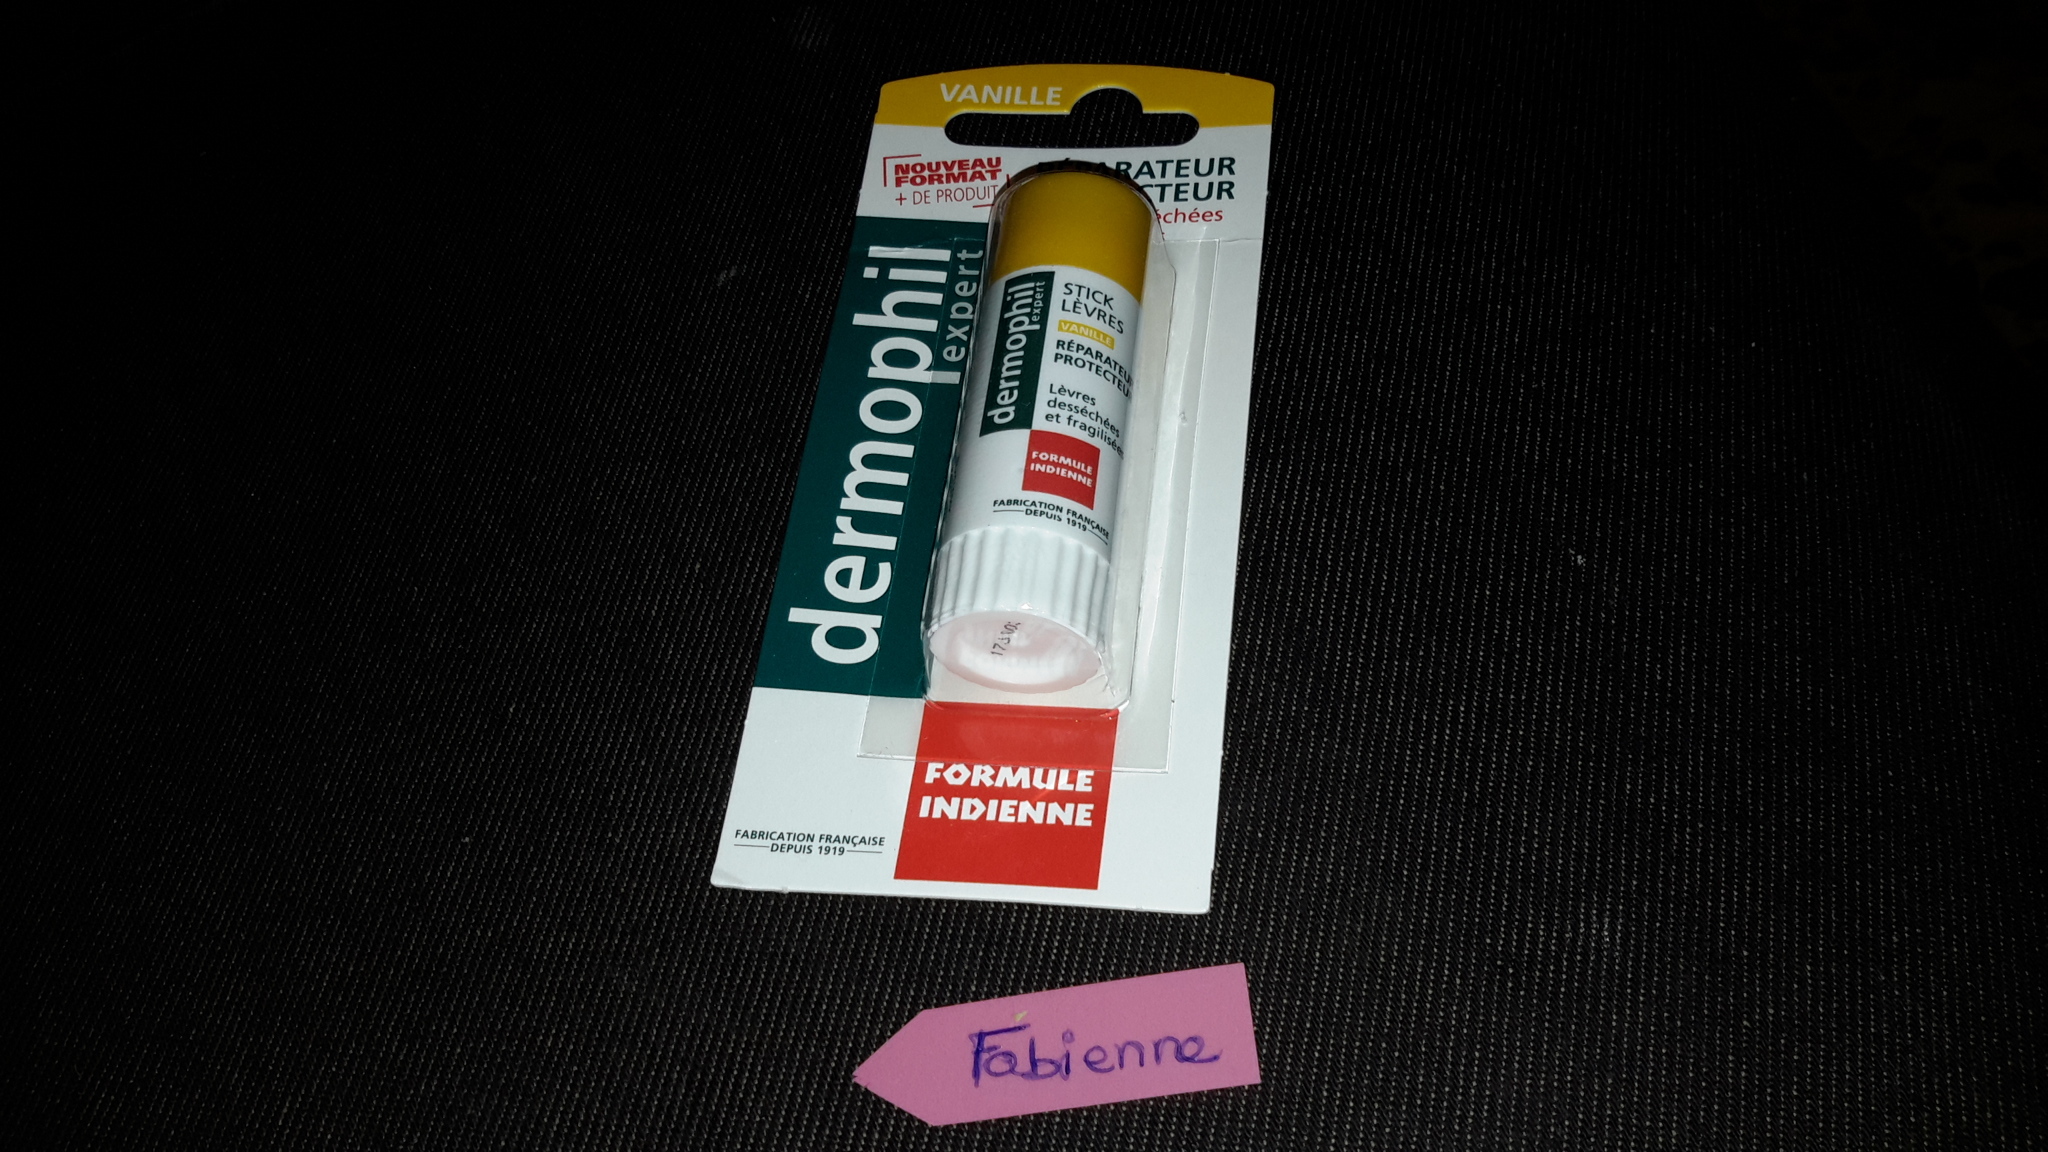 VANILLE
NOUVEAU
FORMAT
+ DE PRODUIT
dermophil
expert
dermophil
expert
STICK
LÈVRES
VANILLE
Lèvres
desséchées
et fragilisées
FORMULE
INDIENNE
FABRICATION FRANÇAISE
DEPUIS 1919
FORMULE
INDIENNE
FABRICATION FRANÇAISE
DEPUIS 1919
Fabienne